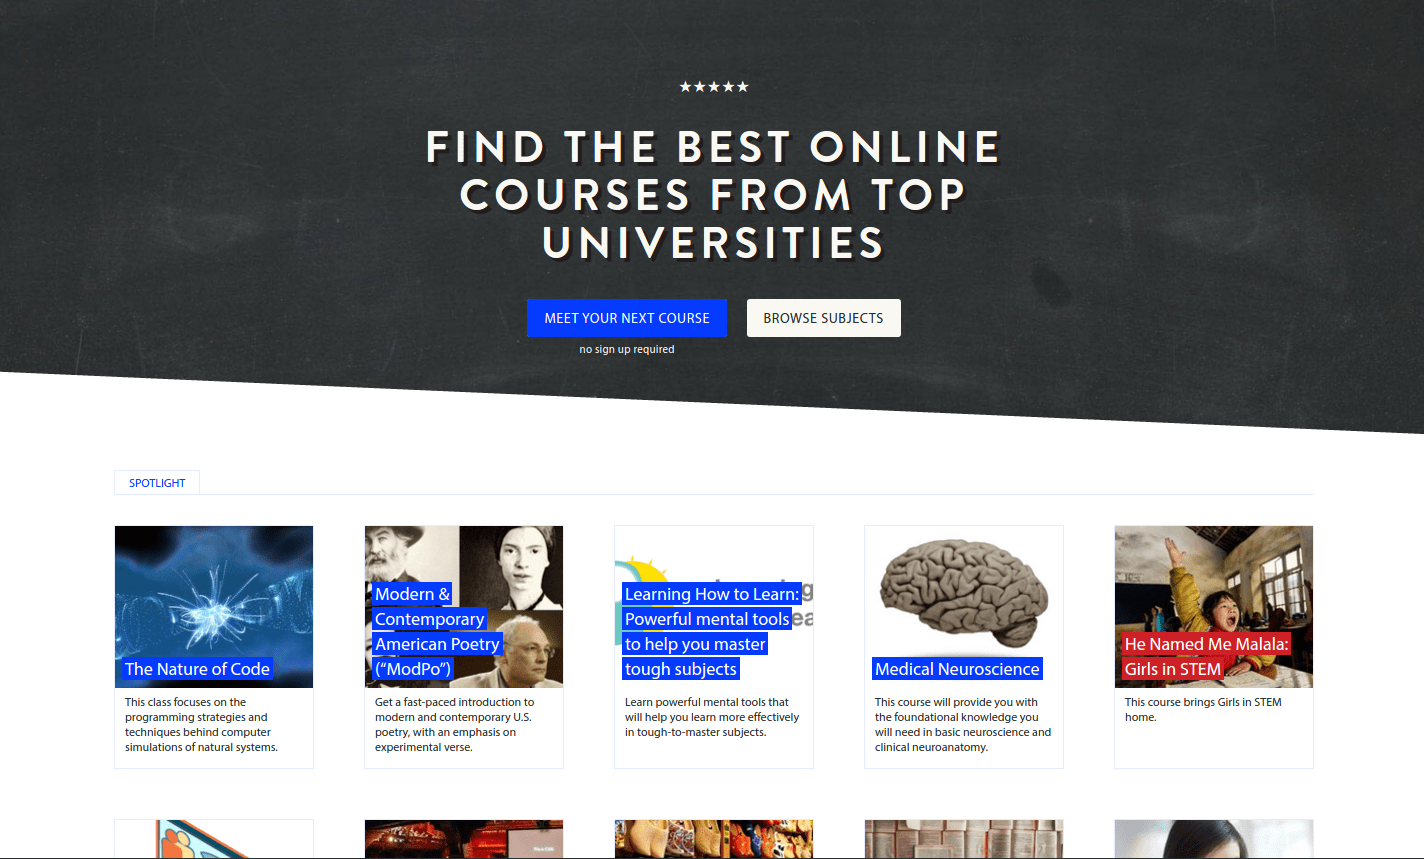 ★★★★★
FIND THE BEST ONLINE
COURSES FROM TOP
UNIVERSITIES
MEET YOUR NEXT COURSE
BROWSE SUBJECTS
no sign up required
SPOTLIGHT
The Nature of Code
This class focuses on the
programming strategies and
techniques behind computer
simulations of natural systems.
Modern &
Contemporary
American Poetry
(“ModPo”)
Get a fast-paced introduction to
modern and contemporary U.S.
poetry, with an emphasis on
experimental verse.
Learning How to Learn:
Powerful mental tools
to help you master
tough subjects
Learn powerful mental tools that
will help you learn more effectively
in tough-to-master subjects.
Medical Neuroscience
This course will provide you with
the foundational knowledge you
will need in basic neuroscience and
clinical neuroanatomy.
He Named Me Malala:
Girls in STEM
This course brings Girls in STEM
home.